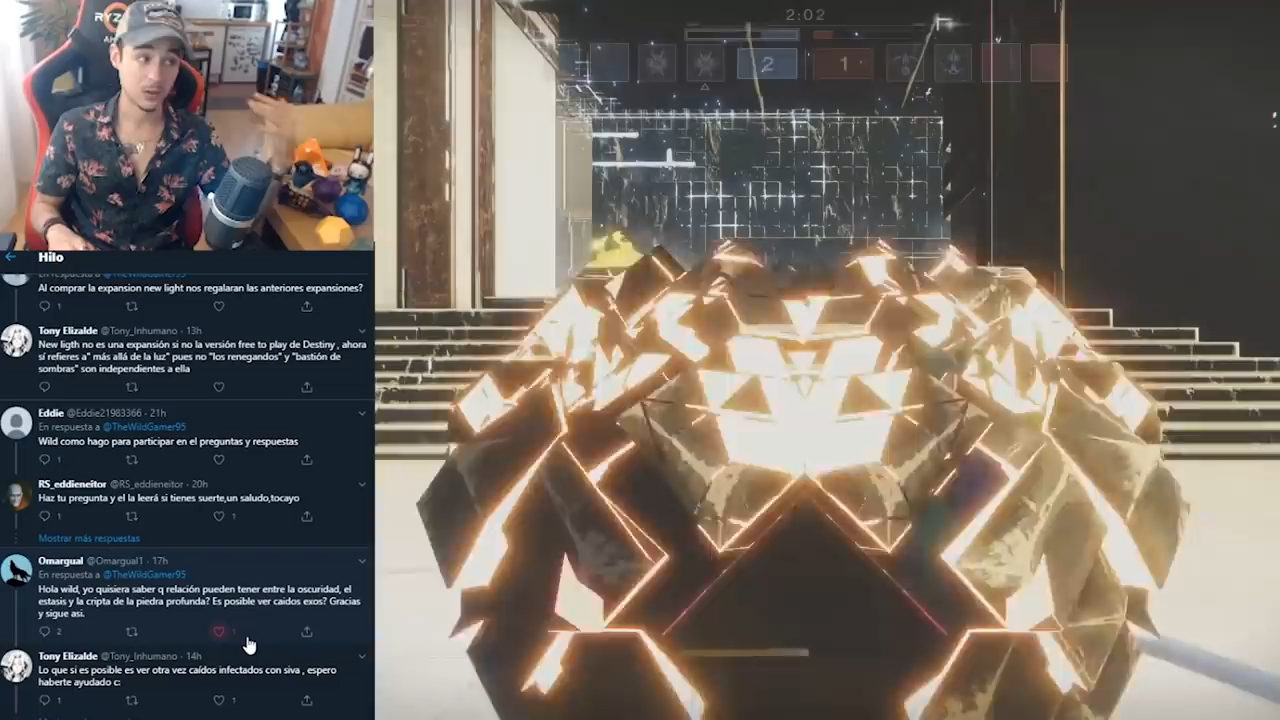 RYZ
2:02
2
1
Hilo
En respuesta a @TheWildGamer95
Al comprar la expansion new light nos regalaran las anteriores expansiones?
1
Tony Elizalde @Tony_Inhumano · 13h
New ligth no es una expansión si no la versión free to play de Destiny , ahora
sí refieres a" más allá de la luz" pues no "los renegandos" y "bastión de
sombras" son independientes a ella
Eddie @Eddie21983366 · 21h
En respuesta a @TheWildGamer95
Wild como hago para participar en el preguntas y respuestas
1
RS_eddieneitor @RS_eddieneitor · 20h
Haz tu pregunta y el la leerá si tienes suerte,un saludo,tocayo
1 1
Mostrar más respuestas
Omargual @Omargual1 · 17h
En respuesta a @TheWildGamer95
Hola wild, yo quisiera saber q relación pueden tener entre la oscuridad, el
estasis y la cripta de la piedra profunda? Es posible ver caidos exos? Gracias
y sigue asi.
2 1
Tony Elizalde @Tony_Inhumano · 14h
Lo que si es posible es ver otra vez caídos infectados con siva , espero
haberte ayudado c:
1 1